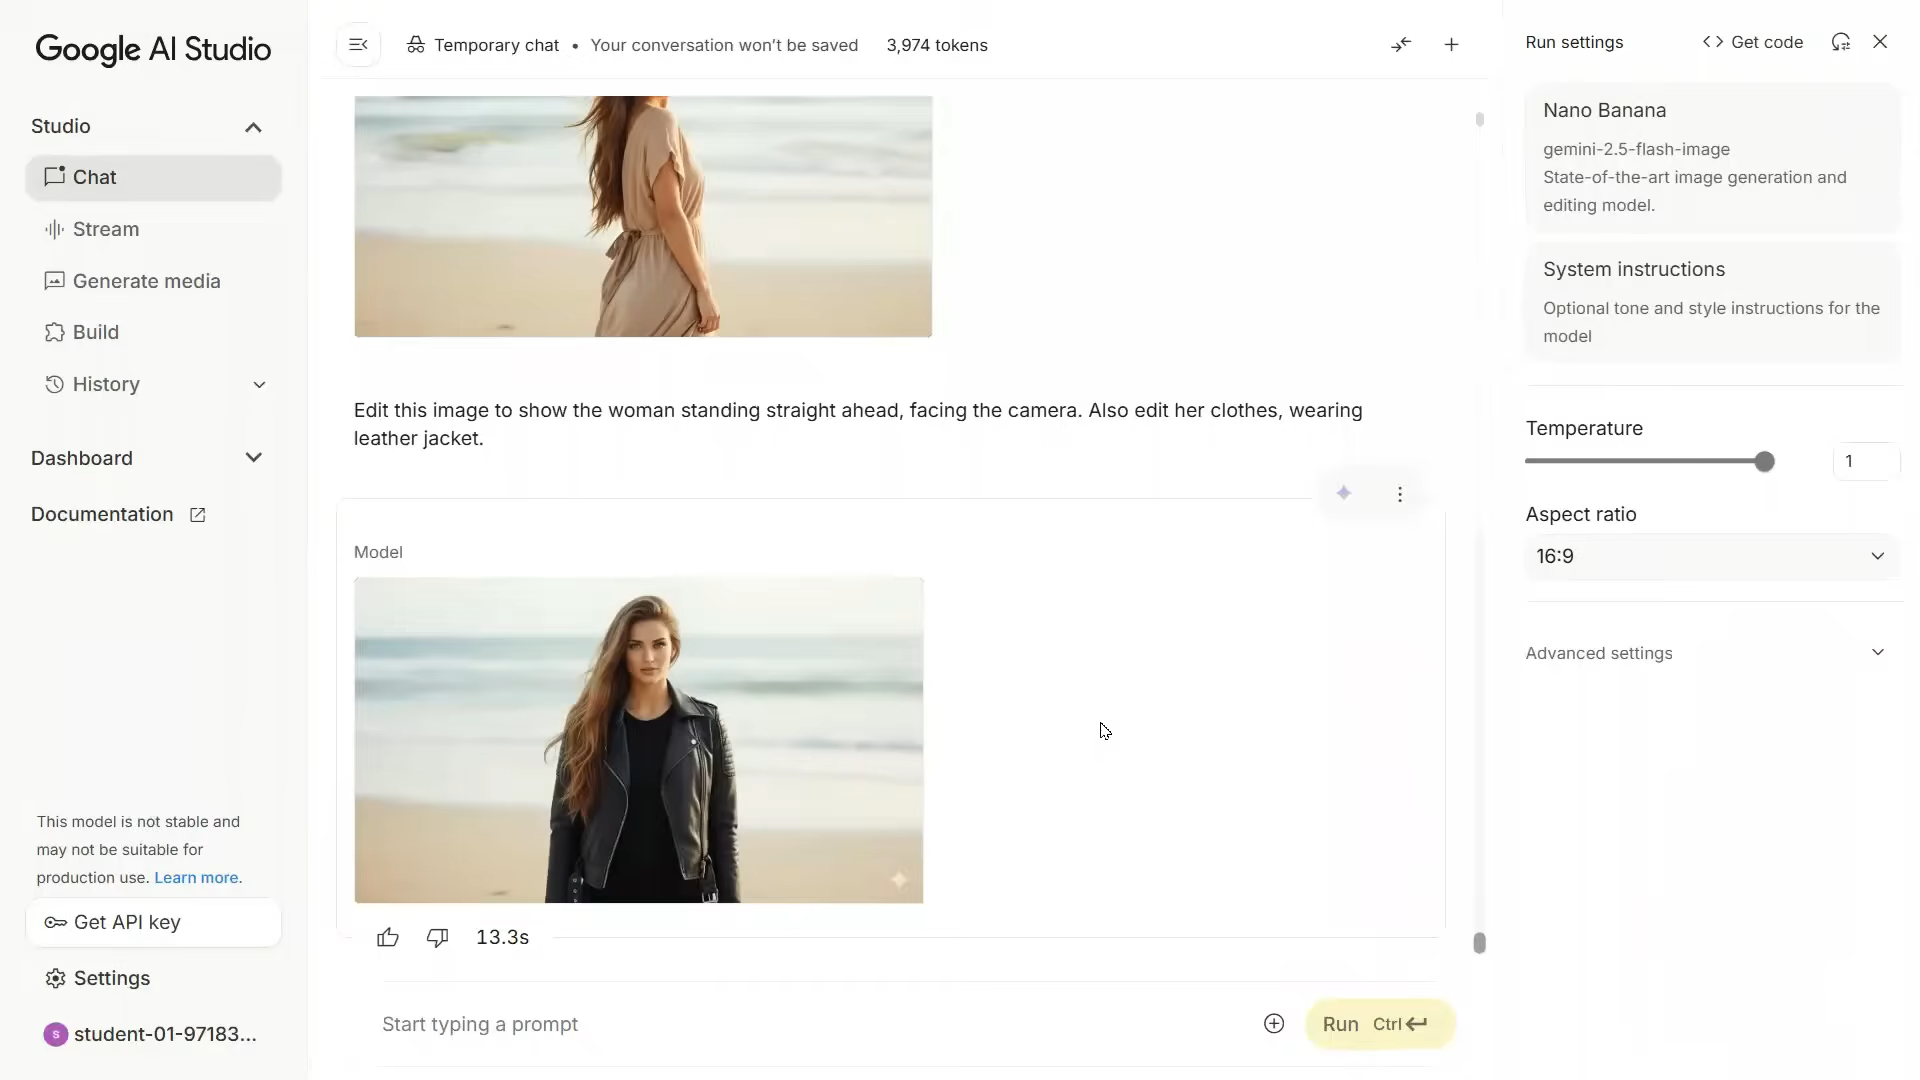 Google AI Studio
Studio
Chat
Stream
Generate media
Build
History
Dashboard
Documentation
This model is not stable and
may not be suitable for
production use. Learn more.
Get API key
Settings
s
student-01-97183...
Temporary chat • Your conversation won't be saved 3,974 tokens
Edit this image to show the woman standing straight ahead, facing the camera. Also edit her clothes, wearing
leather jacket.
Model
13.3s
Start typing a prompt
Run Ctrl
Run settings
Get code
Nano Banana
gemini-2.5-flash-image
State-of-the-art image generation and
editing model.
System instructions
Optional tone and style instructions for the
model
Temperature
1
Aspect ratio
16:9
Advanced settings